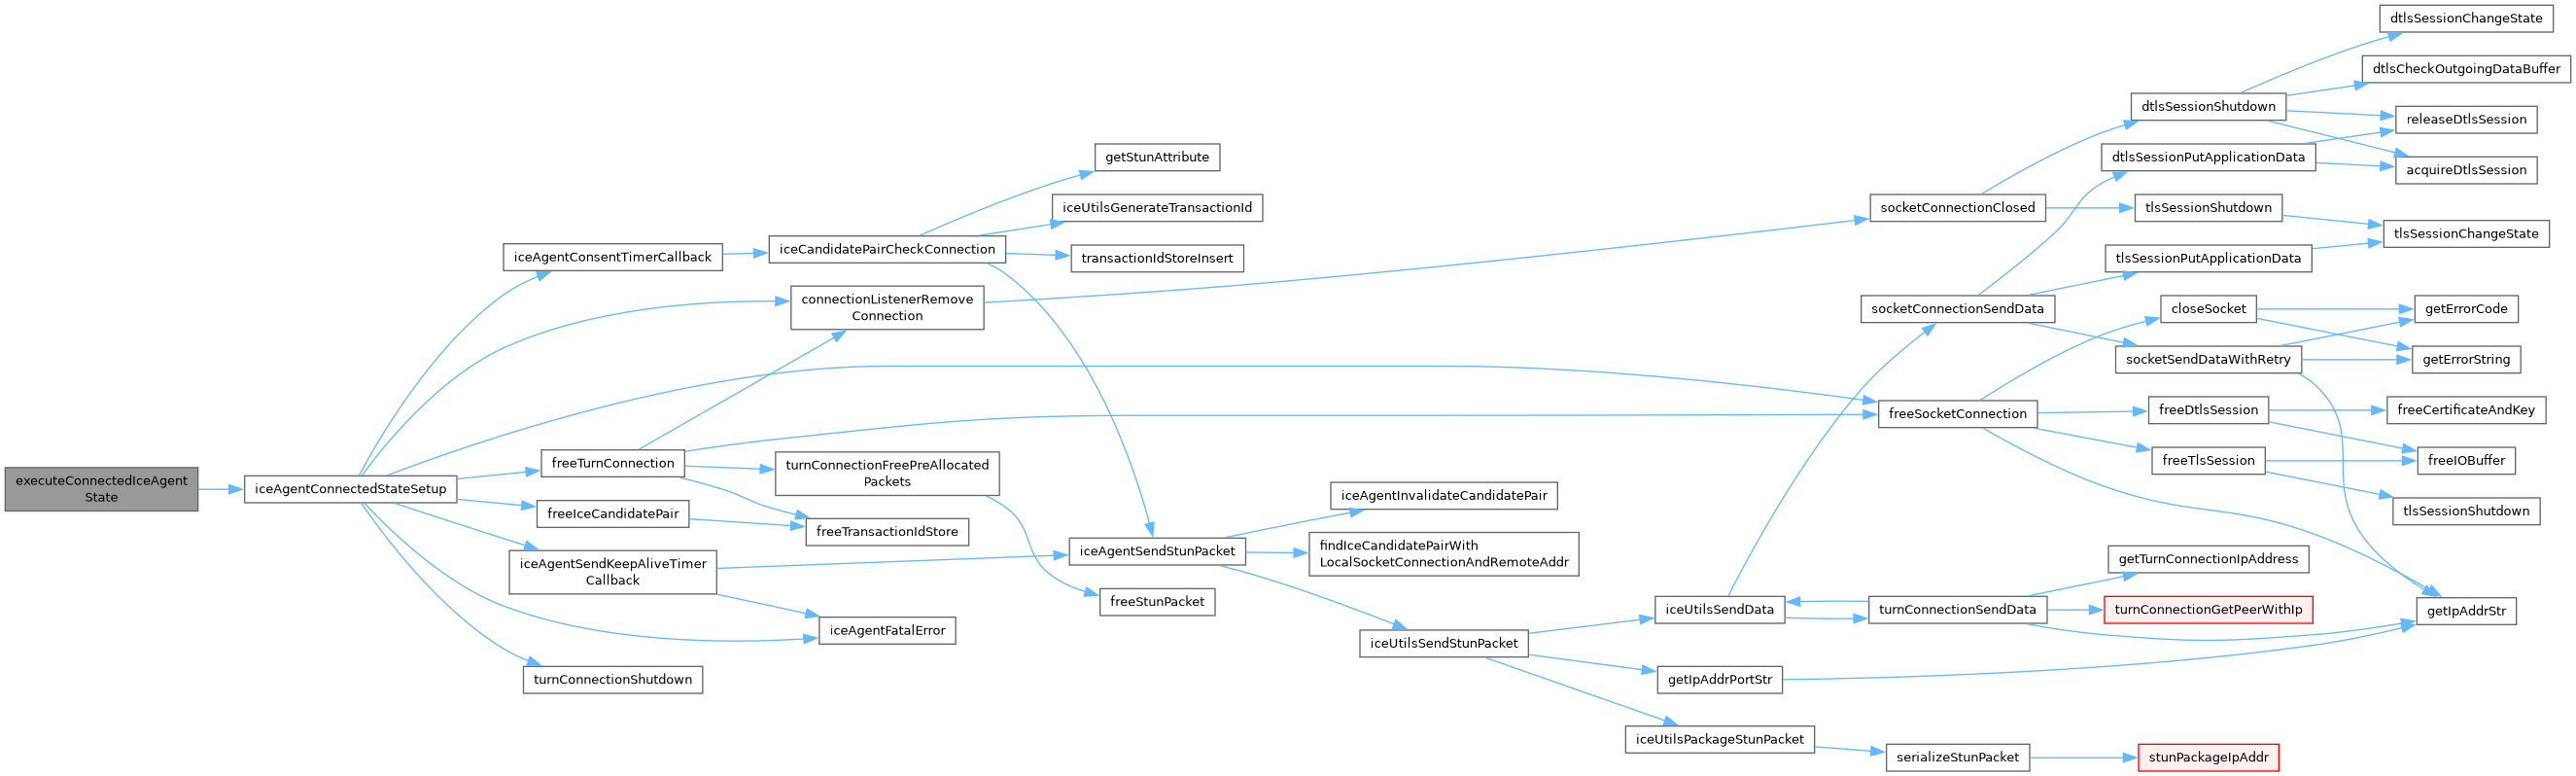 executeConnectedIceAgent
State
iceAgentConnectedStateSetup
iceAgentConsentTimerCallback
freeTurnConnection
freeIceCandidatePair
iceAgentSendKeepAliveTimer
Callback
turnConnectionShutdown
iceCandidatePairCheckConnection
connectionListenerRemove
Connection
turnConnectionFreePreAllocated
Packets
freeTransactionIdStore
iceAgentFatalError
getStunAttribute
iceUtilsGenerateTransactionId
transactionIdStoreInsert
iceAgentSendStunPacket
freeStunPacket
iceAgentInvalidateCandidatePair
findIceCandidatePairWith
LocalSocketConnectionAndRemoteAddr
iceUtilsSendStunPacket
iceUtilsSendData
getIpAddrPortStr
iceUtilsPackageStunPacket
socketConnectionClosed
socketConnectionSendData
freeSocketConnection
turnConnectionSendData
serializeStunPacket
dtlsSessionShutdown
dtlsSessionPutApplicationData
tlsSessionShutdown
tlsSessionPutApplicationData
closeSocket
socketSendDataWithRetry
freeDtlsSession
freeTlsSession
getTurnConnectionIpAddress
turnConnectionGetPeerWithIp
stunPackageIpAddr
dtlsSessionChangeState
dtlsCheckOutgoingDataBuffer
releaseDtlsSession
acquireDtlsSession
tlsSessionChangeState
getErrorCode
getErrorString
freeCertificateAndKey
freeIOBuffer
tlsSessionShutdown
getIpAddrStr